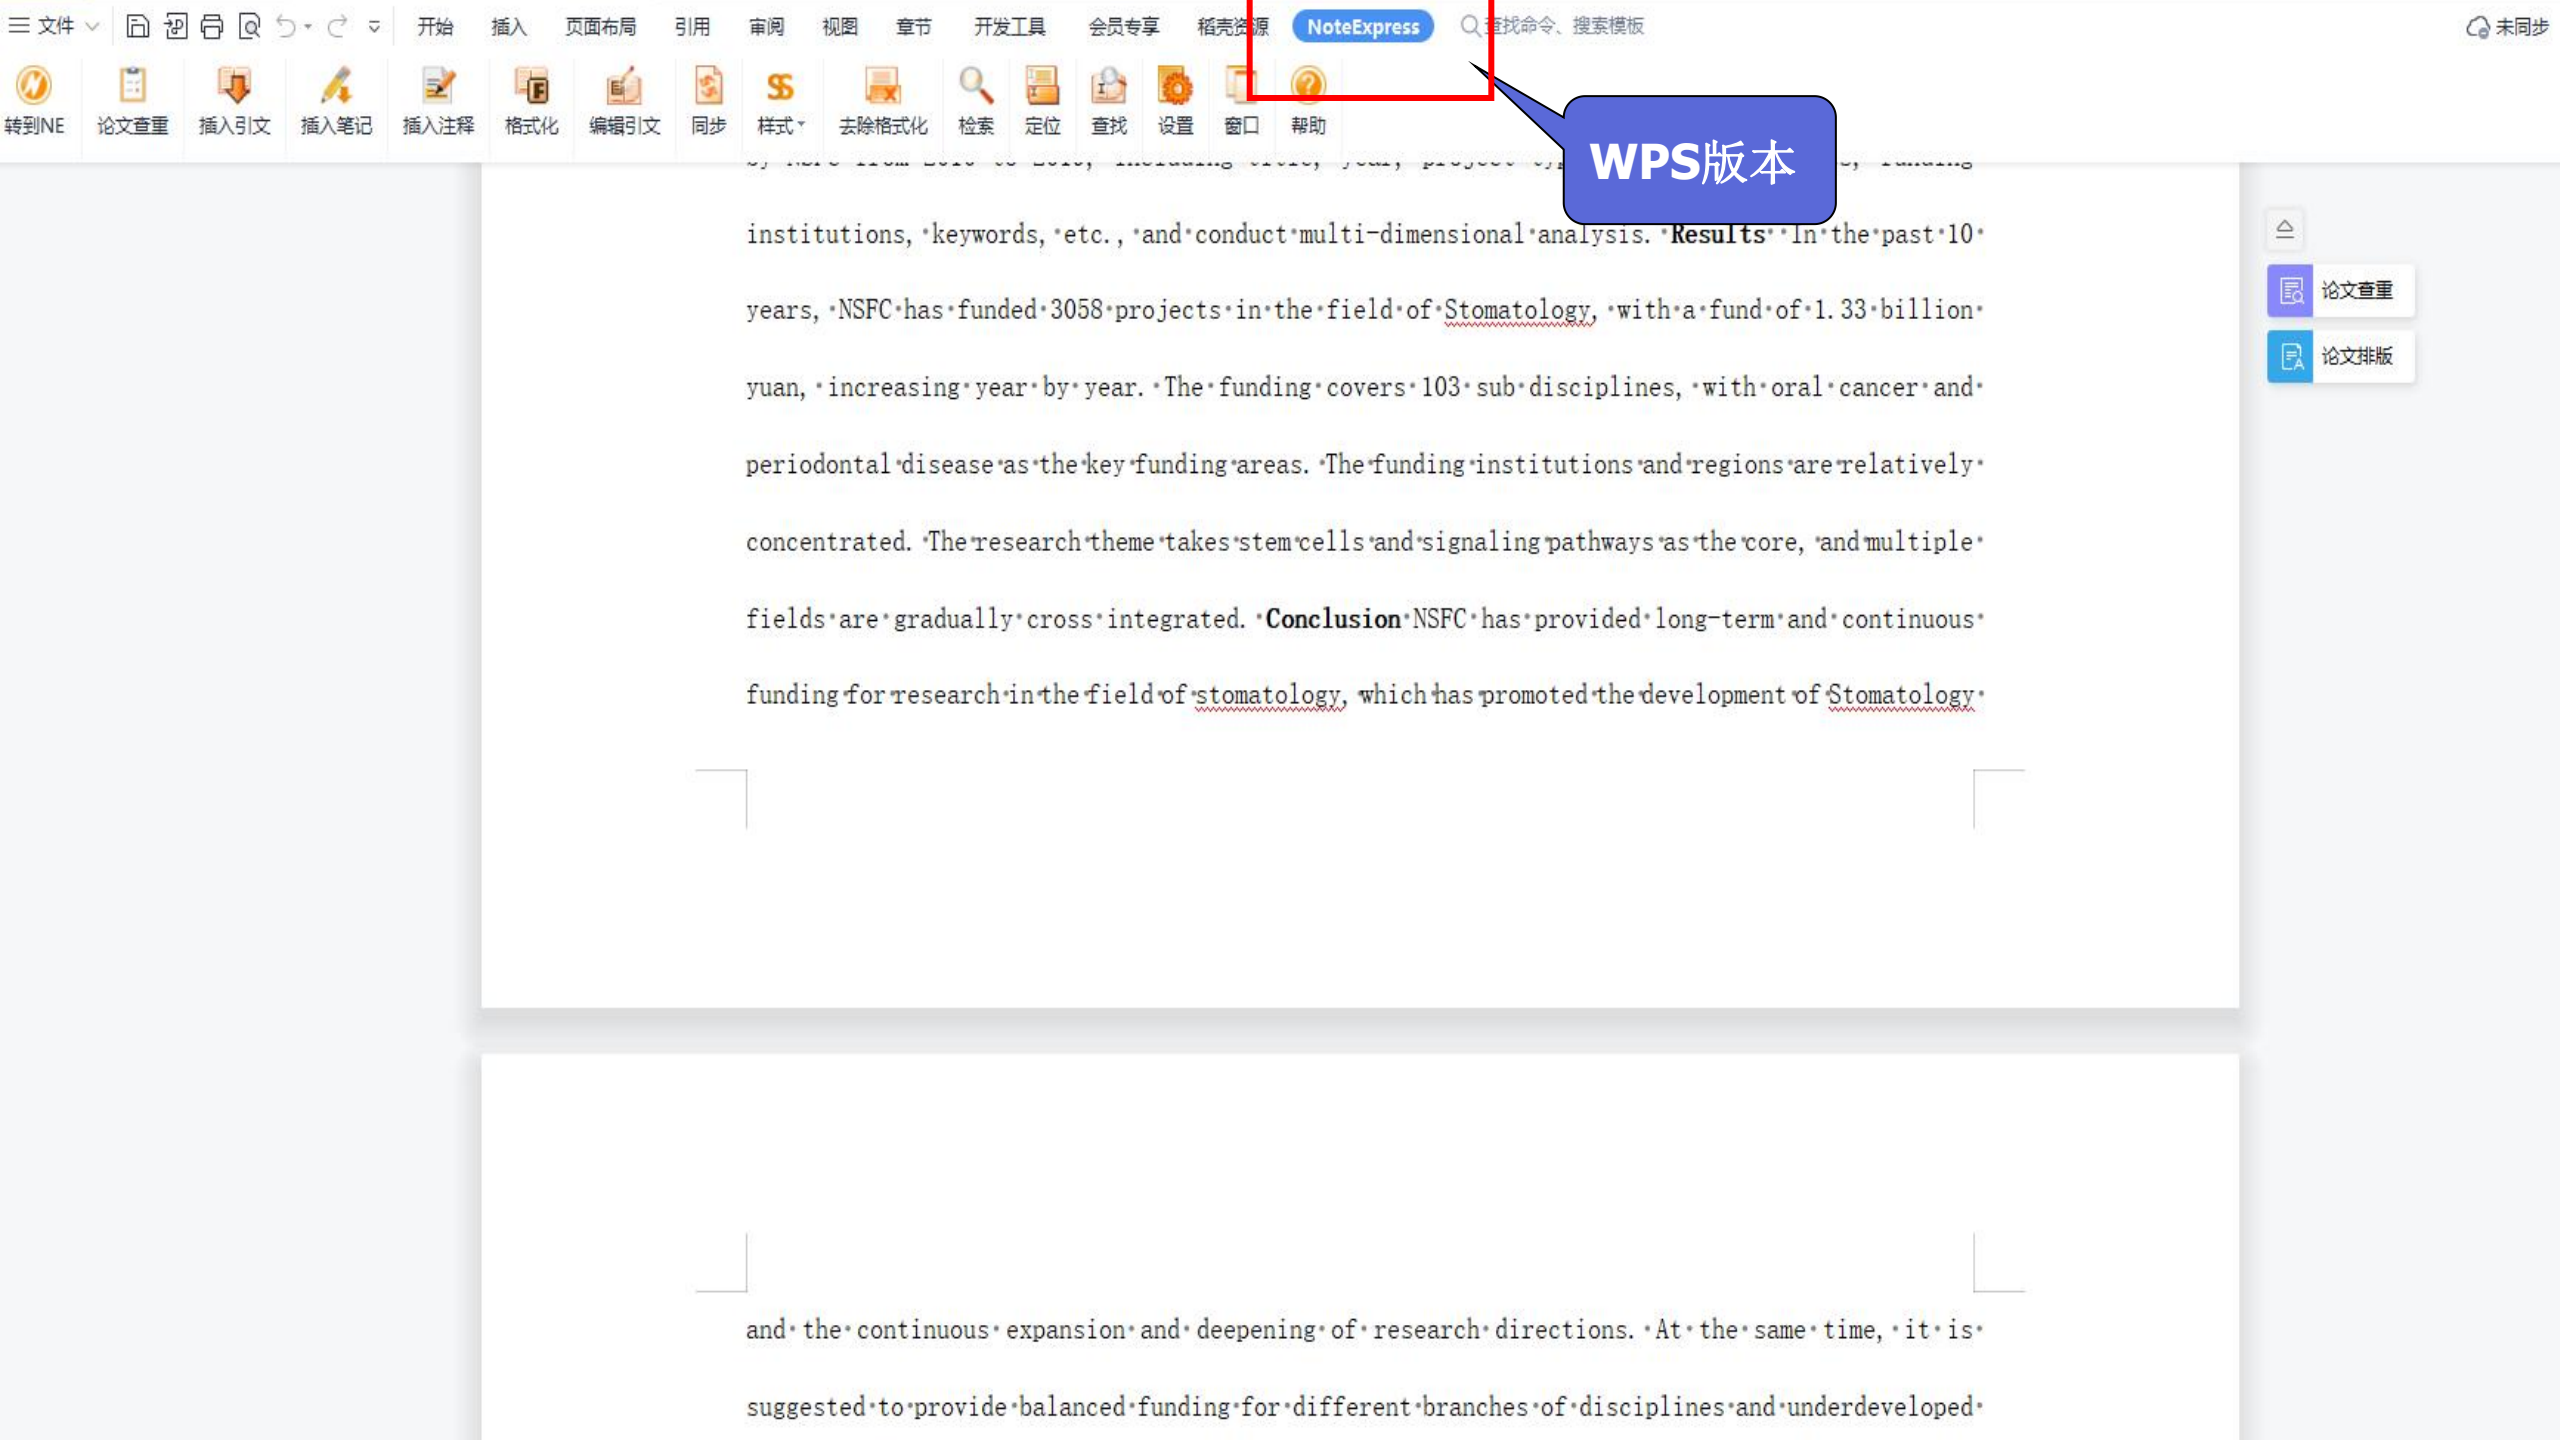 文件 开始 插入 页面布局 引用 审阅 视图 章节 开发工具 会员专享 稻壳资源 NoteExpress 查找命令、搜索模板 未同步
转到NE 论文查重 插入引文 插入笔记 插入注释 格式化 编辑引文 同步 样式 去除格式化 检索 定位 查找 设置 窗口 帮助
WPS版本
institutions, keywords, etc., and conduct multi-dimensional analysis. Results In the past 10
论文查重
years, NSFC has funded 3058 projects in the field of Stomatology, with a fund of 1.33 billion
论文排版
yuan, increasing year by year. The funding covers 103 sub disciplines, with oral cancer and
periodontal disease as the key funding areas. The funding institutions and regions are relatively
concentrated. The research theme takes stem cells and signaling pathways as the core, and multiple
fields are gradually cross integrated. Conclusion NSFC has provided long-term and continuous
funding for research in the field of stomatology, which has promoted the development of Stomatology
and the continuous expansion and deepening of research directions. At the same time, it is
suggested to provide balanced funding for different branches of disciplines and underdeveloped